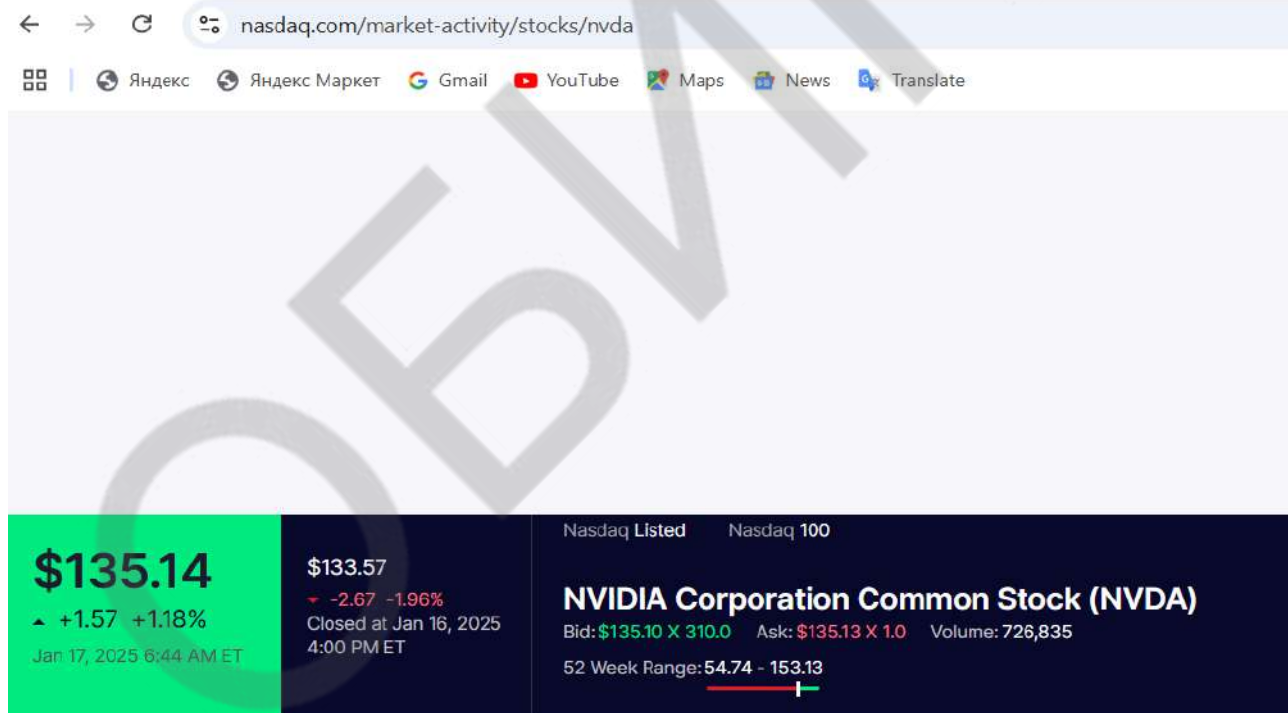 nasdaq.com/market-activity/stocks/nvda
Яндекс Яндекс Маркет Gmail YouTube Maps News Translate
$135.14
+1.57 +1.18%
Jan 17, 2025 6:44 AM ET
$133.57
-2.67 -1.96%
Closed at Jan 16, 2025
4:00 PM ET
Nasdaq Listed Nasdaq 100
NVIDIA Corporation Common Stock (NVDA)
Bid: $135.10 X 310.0 Ask: $135.13 X 1.0 Volume: 726,835
52 Week Range: 54.74 - 153.13